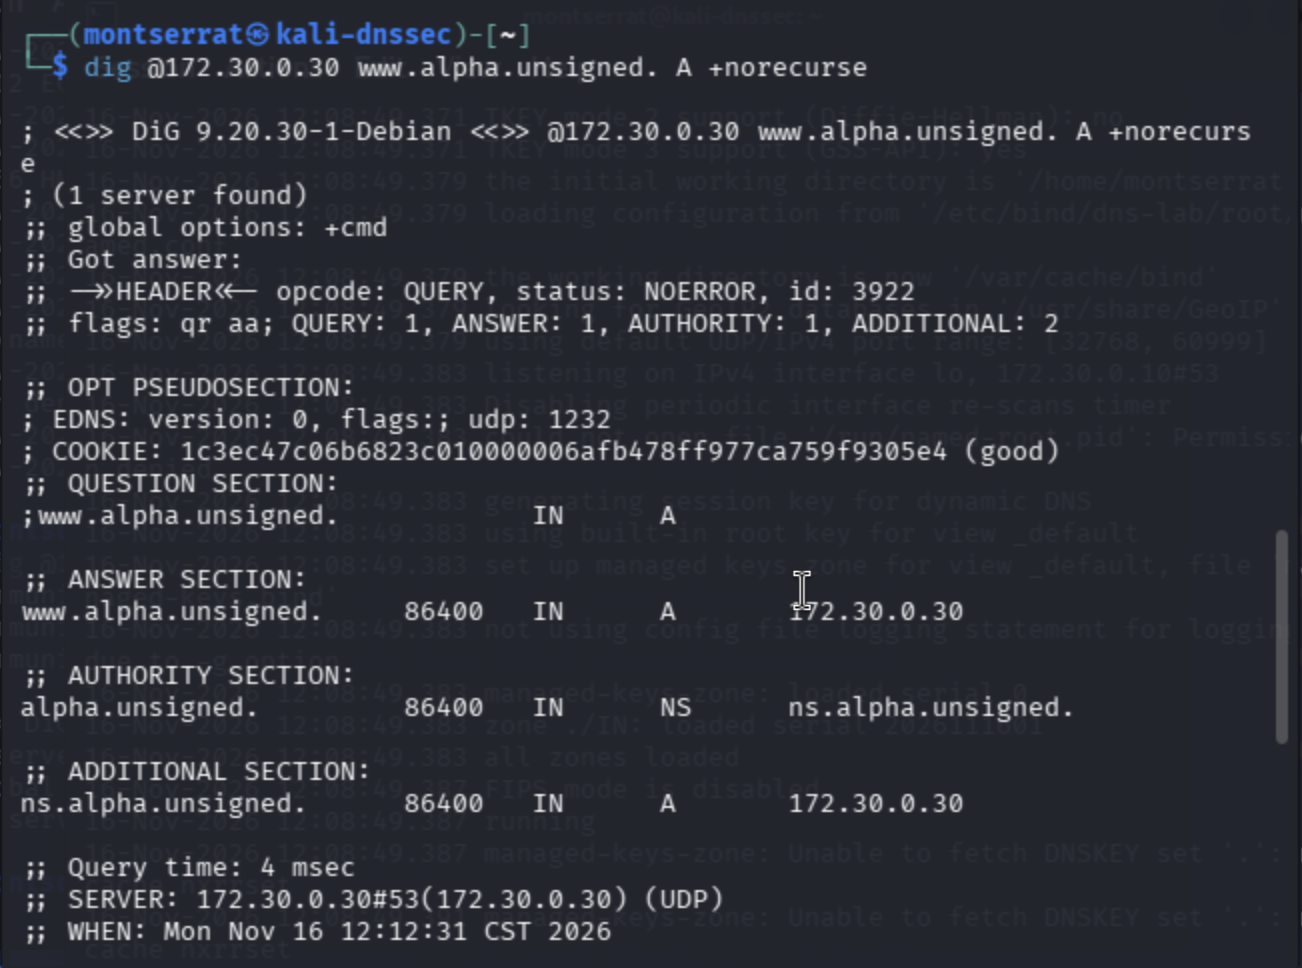 montserrat@kali-dnssec: ~
┌──(montserrat㉿kali-dnssec)-[~]
└─$ dig @172.30.0.30 www.alpha.unsigned. A +norecurse
; <<>> DiG 9.20.30-1-Debian <<>> @172.30.0.30 www.alpha.unsigned. A +norecurs
e
; (1 server found)
;; global options: +cmd
;; Got answer:
;; ->>HEADER<<- opcode: QUERY, status: NOERROR, id: 3922
;; flags: qr aa; QUERY: 1, ANSWER: 1, AUTHORITY: 1, ADDITIONAL: 2
;; OPT PSEUDOSECTION:
; EDNS: version: 0, flags:; udp: 1232
; COOKIE: 1c3ec47c06b6823c010000006afb478ff977ca759f9305e4 (good)
;; QUESTION SECTION:
;www.alpha.unsigned. IN A
;; ANSWER SECTION:
www.alpha.unsigned. 86400 IN A 172.30.0.30
;; AUTHORITY SECTION:
alpha.unsigned. 86400 IN NS ns.alpha.unsigned.
;; ADDITIONAL SECTION:
ns.alpha.unsigned. 86400 IN A 172.30.0.30
;; Query time: 4 msec
;; SERVER: 172.30.0.30#53(172.30.0.30) (UDP)
;; WHEN: Mon Nov 16 12:12:31 CST 2026